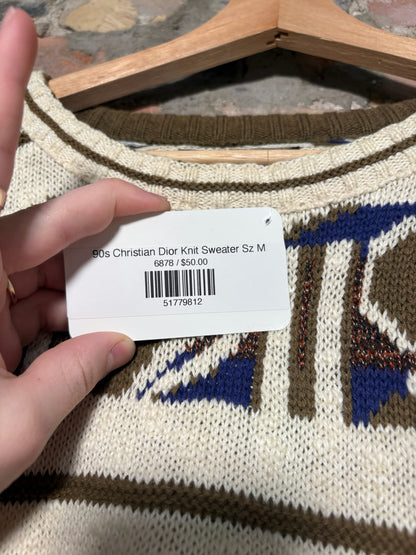 90s Christian Dior Knit Sweater Sz M
6878 / $50.00
51779812